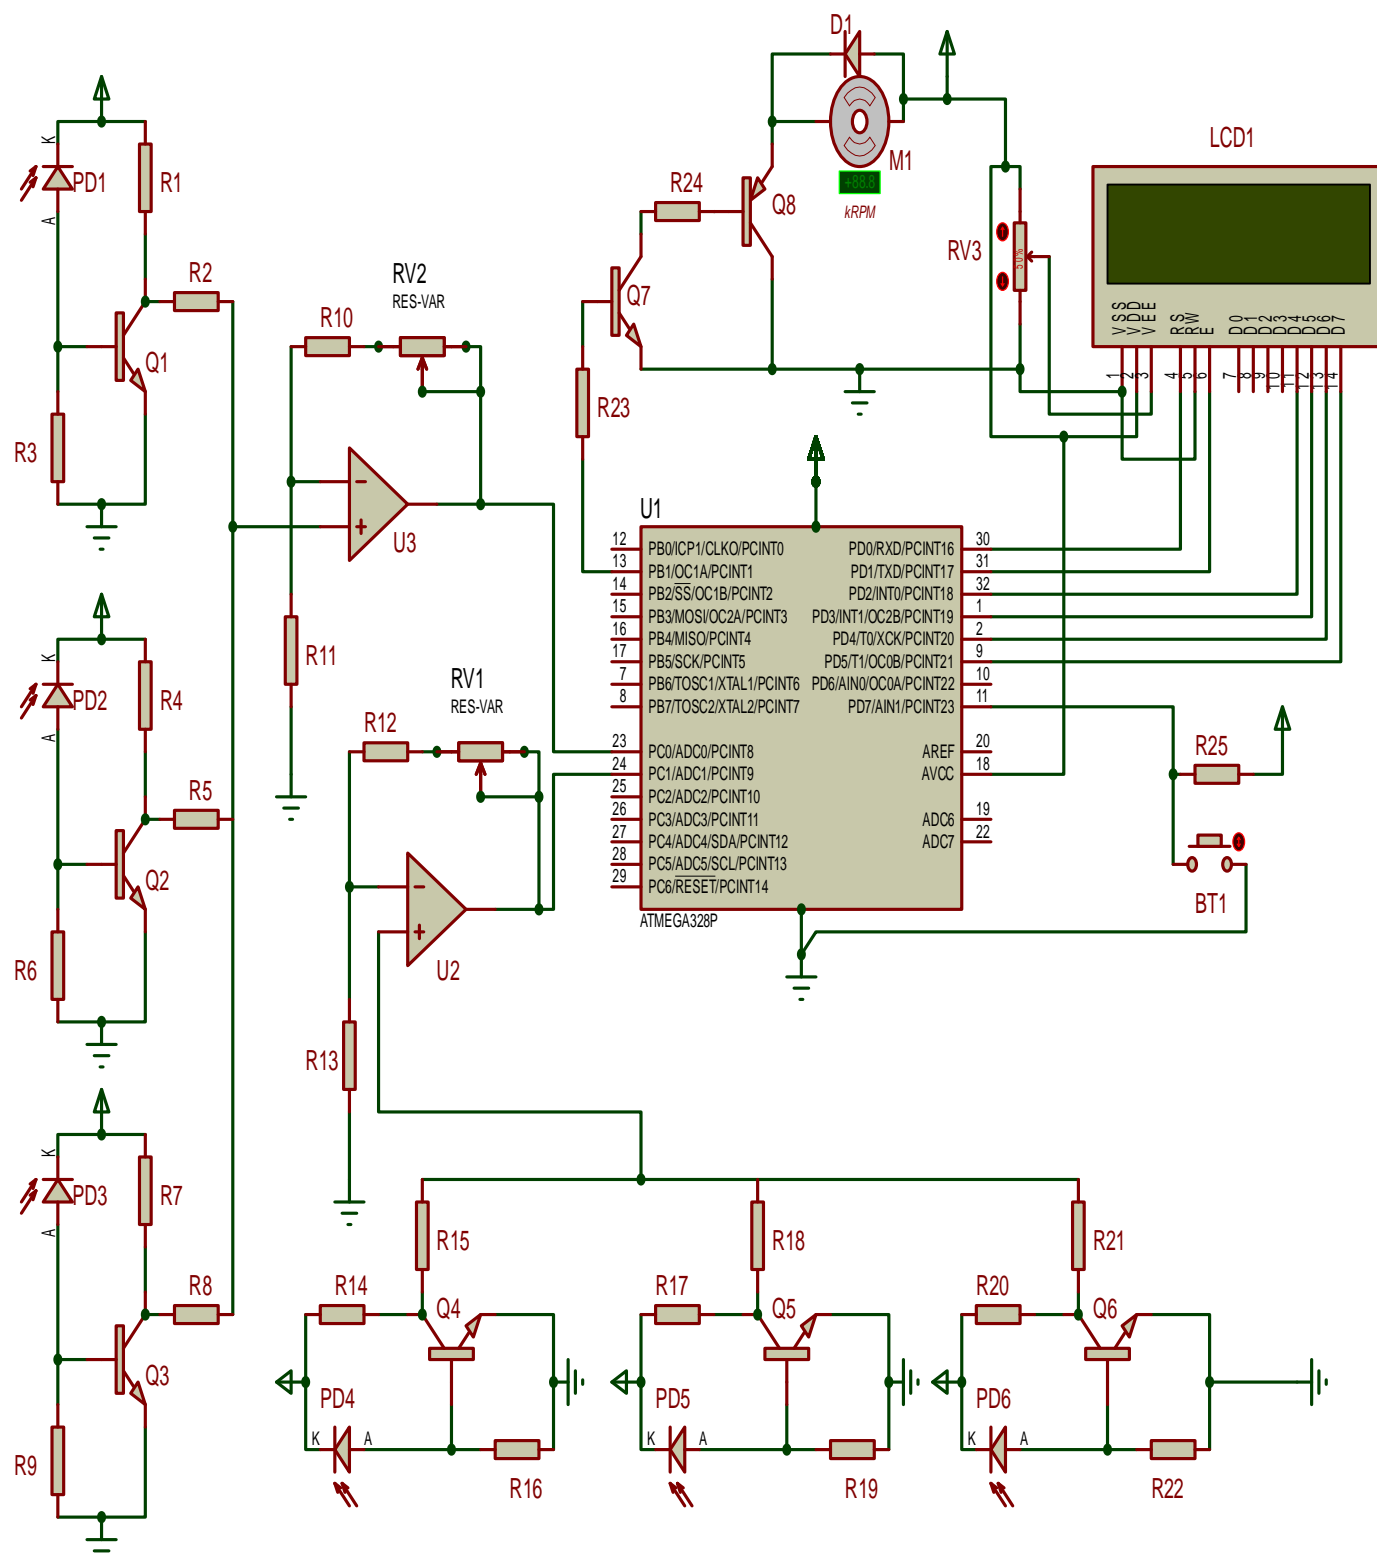 D1
M1
+88.8
kRPM
LCD1
VSS
VDD
VEE
RS
RW
E
D0
D1
D2
D3
D4
D5
D6
D7
1
2
3
4
5
6
7
8
9
10
11
12
13
14
K
PD1
A
R1
R2
R3
Q1
R24
Q8
Q7
R23
RV3
RV2
RES-VAR
R10
U3
R11
U1
12 PB0/ICP1/CLKO/PCINT0
13 PB1/OC1A/PCINT1
14 PB2/SS/OC1B/PCINT2
15 PB3/MOSI/OC2A/PCINT3
16 PB4/MISO/PCINT4
17 PB5/SCK/PCINT5
7 PB6/TOSC1/XTAL1/PCINT6
8 PB7/TOSC2/XTAL2/PCINT7
23 PC0/ADC0/PCINT8
24 PC1/ADC1/PCINT9
25 PC2/ADC2/PCINT10
26 PC3/ADC3/PCINT11
27 PC4/ADC4/SDA/PCINT12
28 PC5/ADC5/SCL/PCINT13
29 PC6/RESET/PCINT14
PD0/RXD/PCINT16 30
PD1/TXD/PCINT17 31
PD2/INT0/PCINT18 32
PD3/INT1/OC2B/PCINT19 1
PD4/T0/XCK/PCINT20 2
PD5/T1/OC0B/PCINT21 9
PD6/AIN0/OC0A/PCINT22 10
PD7/AIN1/PCINT23 11
AREF 20
AVCC 18
ADC6 19
ADC7 22
ATMEGA328P
R25
BT1
K
PD2
A
R4
R5
R6
Q2
RV1
RES-VAR
R12
U2
R13
K
PD3
A
R7
R8
R9
Q3
R15
R14
Q4
PD4
K
A
R16
R18
R17
Q5
PD5
K
A
R19
R21
R20
Q6
PD6
K
A
R22